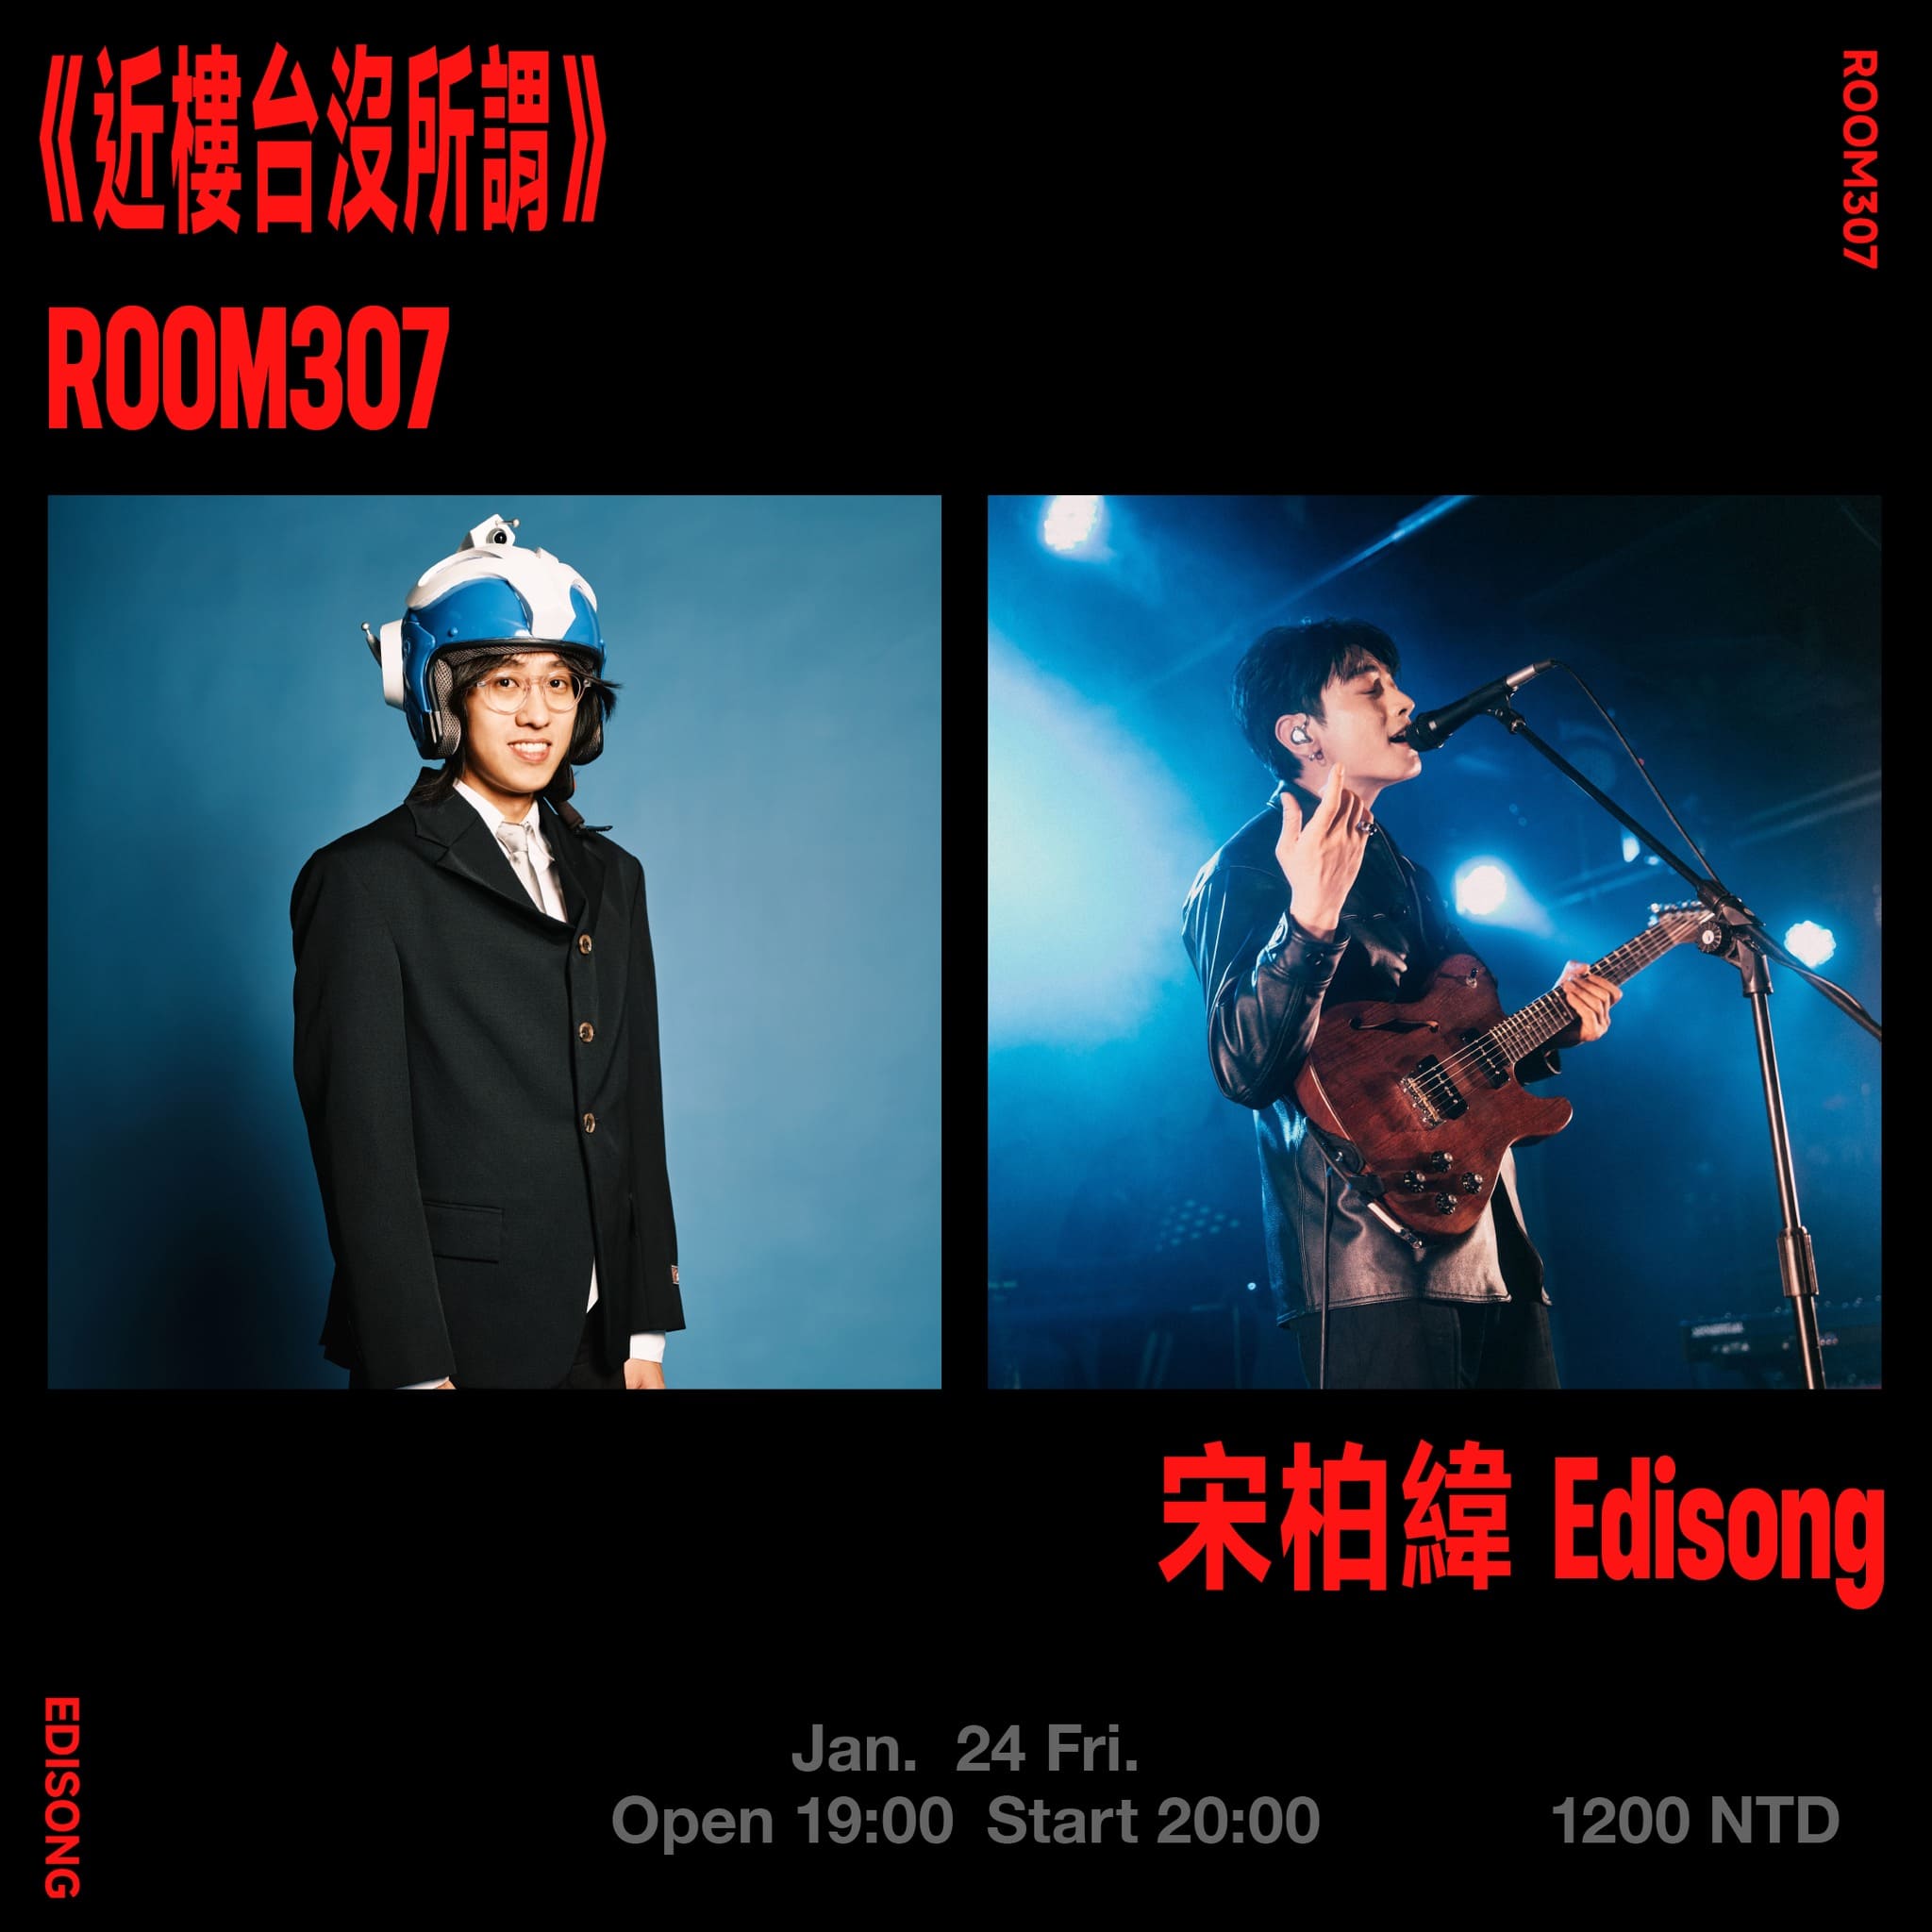 《近樓台沒所謂》
ROOM307
ROOM307
宋柏緯 Edisong
EDISONG
Jan. 24 Fri.
Open 19:00 Start 20:00
1200 NTD